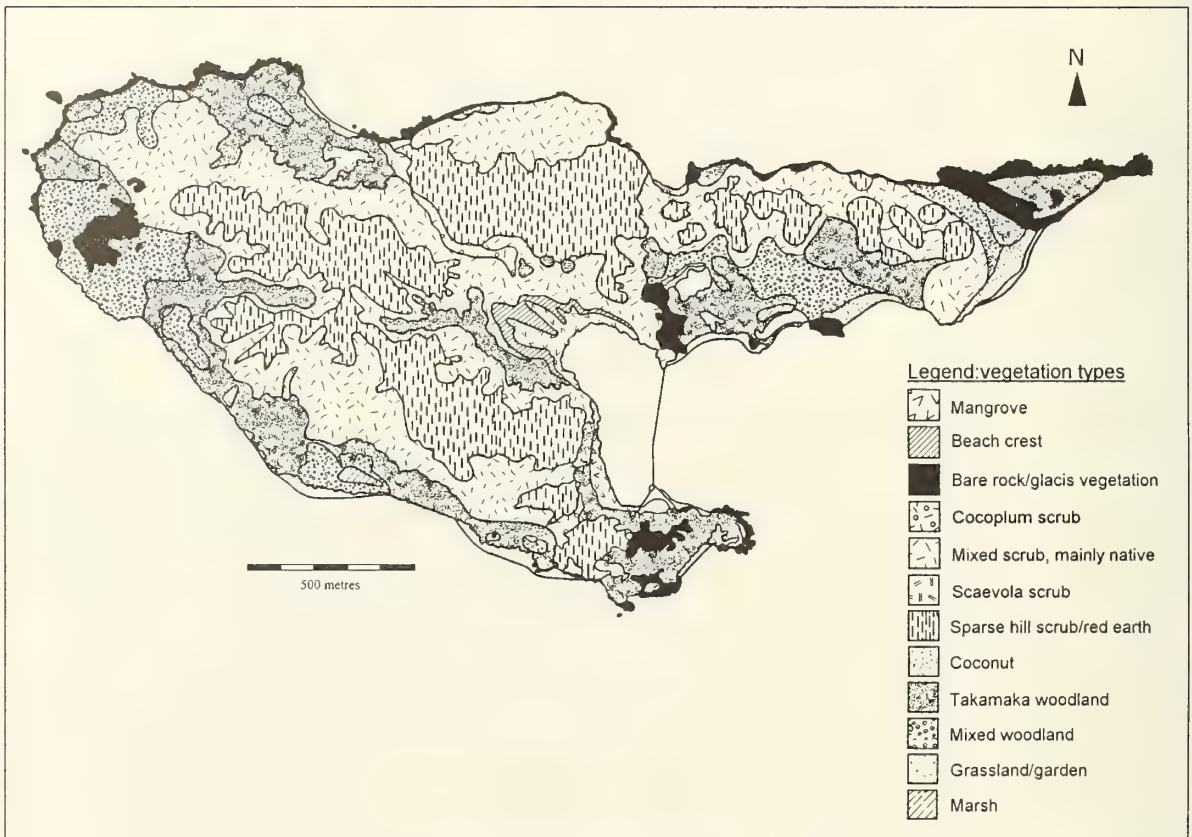 N
Legend:vegetation types
Mangrove
Beach crest
Bare rock/glacis vegetation
Cocoplum scrub
Mixed scrub, mainly native
Scaevola scrub
Sparse hill scrub/red earth
Coconut
Takamaka woodland
Mixed woodland
Grassland/garden
Marsh
500 metres